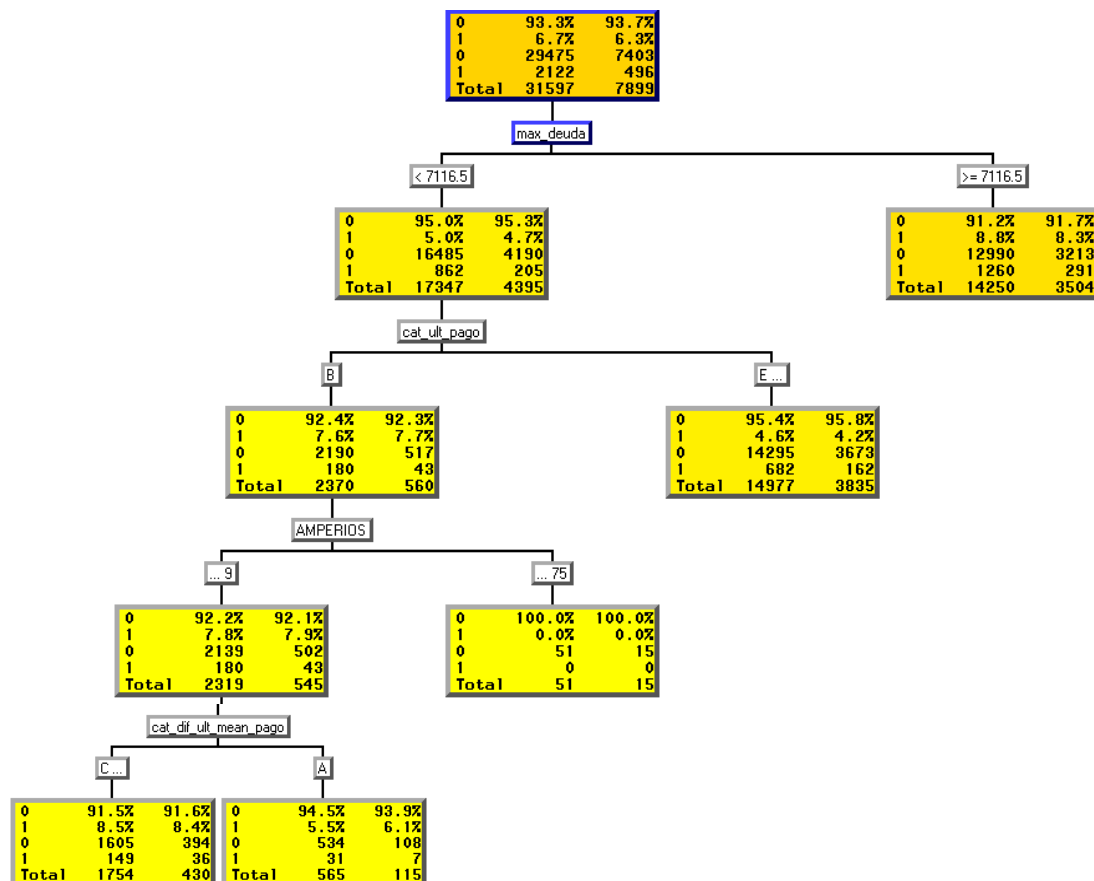 0 93.3% 93.7%
1 6.7% 6.3%
0 29475 7403
1 2122 496
Total 31597 7899
max_deuda
< 7116.5
>= 7116.5
0 95.0% 95.3%
1 5.0% 4.7%
0 16485 4190
1 862 205
Total 17347 4395
0 91.2% 91.7%
1 8.8% 8.3%
0 12990 3213
1 1260 291
Total 14250 3504
cat_ult_pago
B
E ...
0 92.4% 92.3%
1 7.6% 7.7%
0 2190 517
1 180 43
Total 2370 560
0 95.4% 95.8%
1 4.6% 4.2%
0 14295 3673
1 682 162
Total 14977 3835
AMPERIOS
... 9
... 75
0 92.2% 92.1%
1 7.8% 7.9%
0 2139 502
1 180 43
Total 2319 545
0 100.0% 100.0%
1 0.0% 0.0%
0 51 15
1 0 0
Total 51 15
cat_dif_ult_mean_pago
C ...
A
0 91.5% 91.6%
1 8.5% 8.4%
0 1605 394
1 149 36
Total 1754 430
0 94.5% 93.9%
1 5.5% 6.1%
0 534 108
1 31 7
Total 565 115